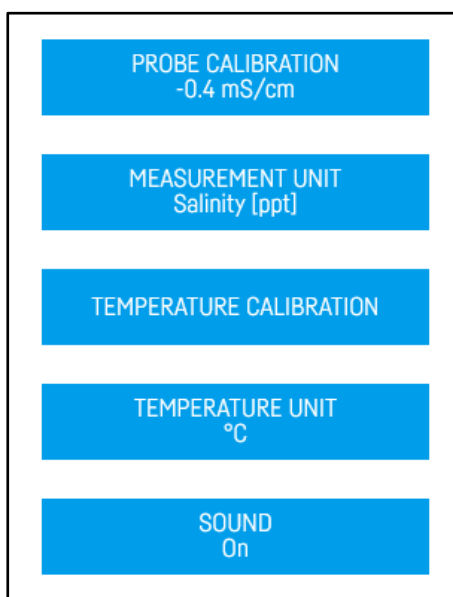 PROBE CALIBRATION
-0.4 mS/cm
MEASUREMENT UNIT
Salinity [ppt]
TEMPERATURE CALIBRATION
TEMPERATURE UNIT
°C
SOUND
On